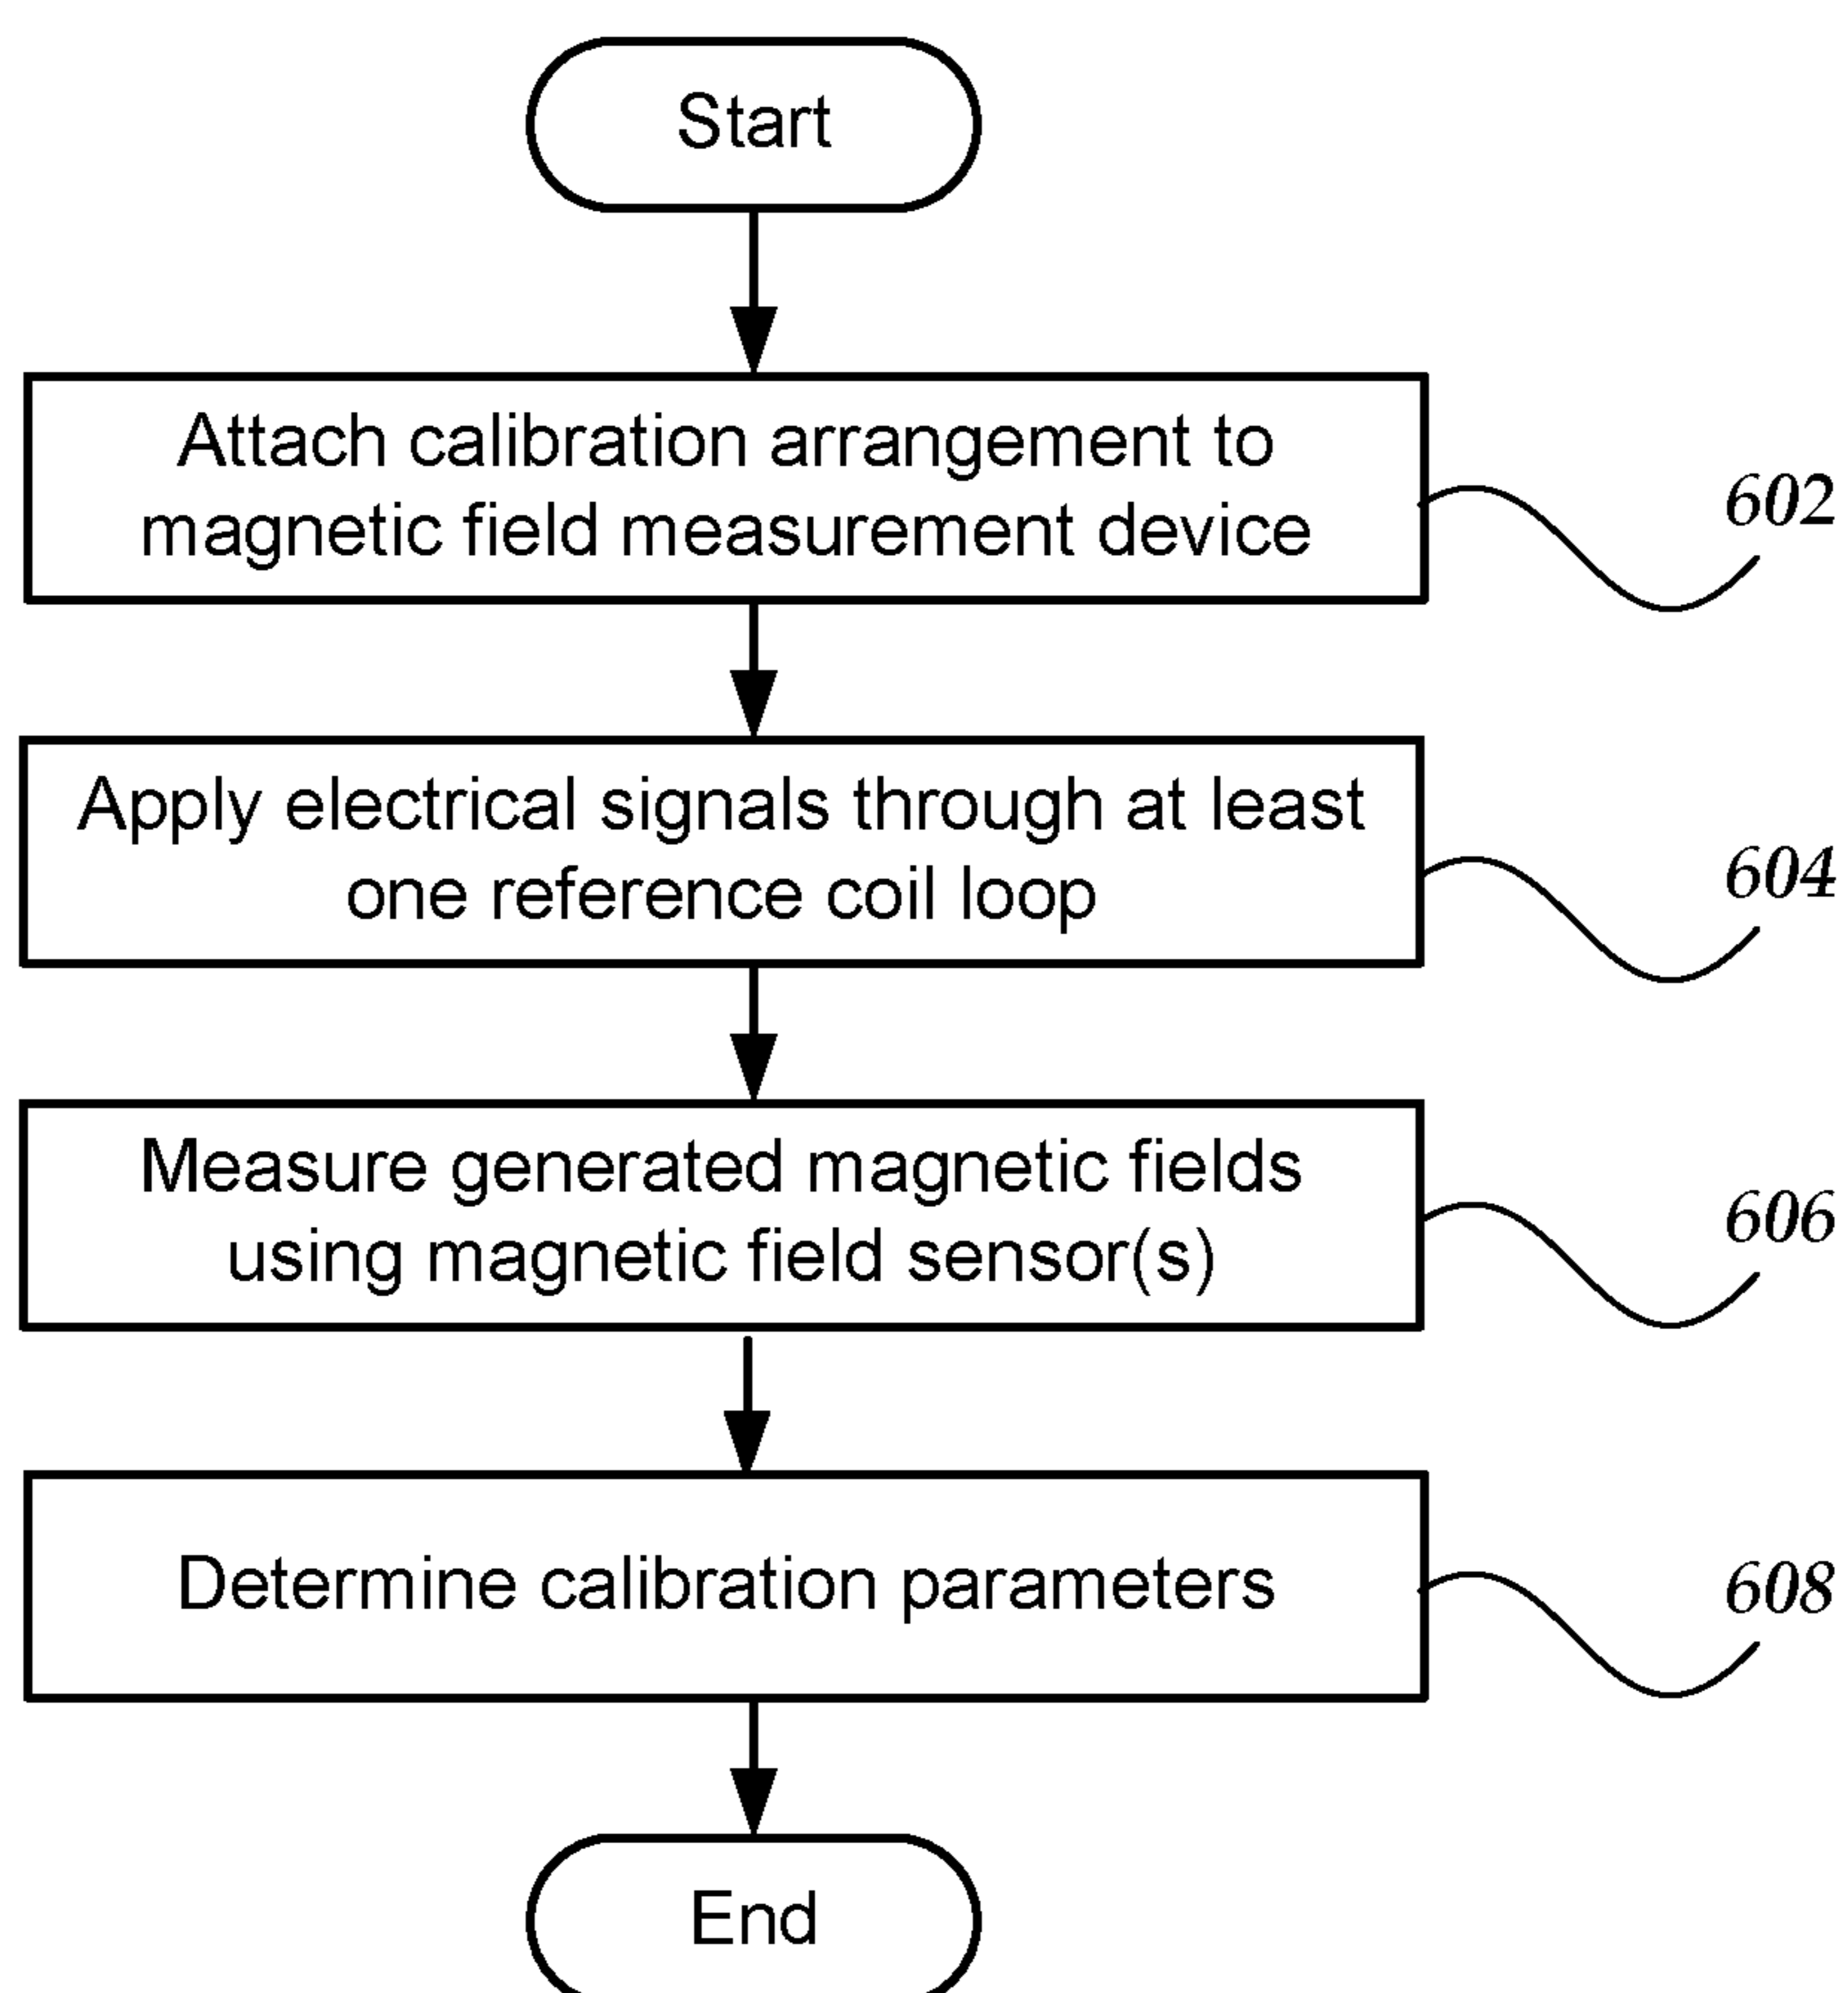 Start
Attach calibration arrangement to
magnetic field measurement device
602
Apply electrical signals through at least
one reference coil loop
604
Measure generated magnetic fields
using magnetic field sensor(s)
606
Determine calibration parameters
608
End